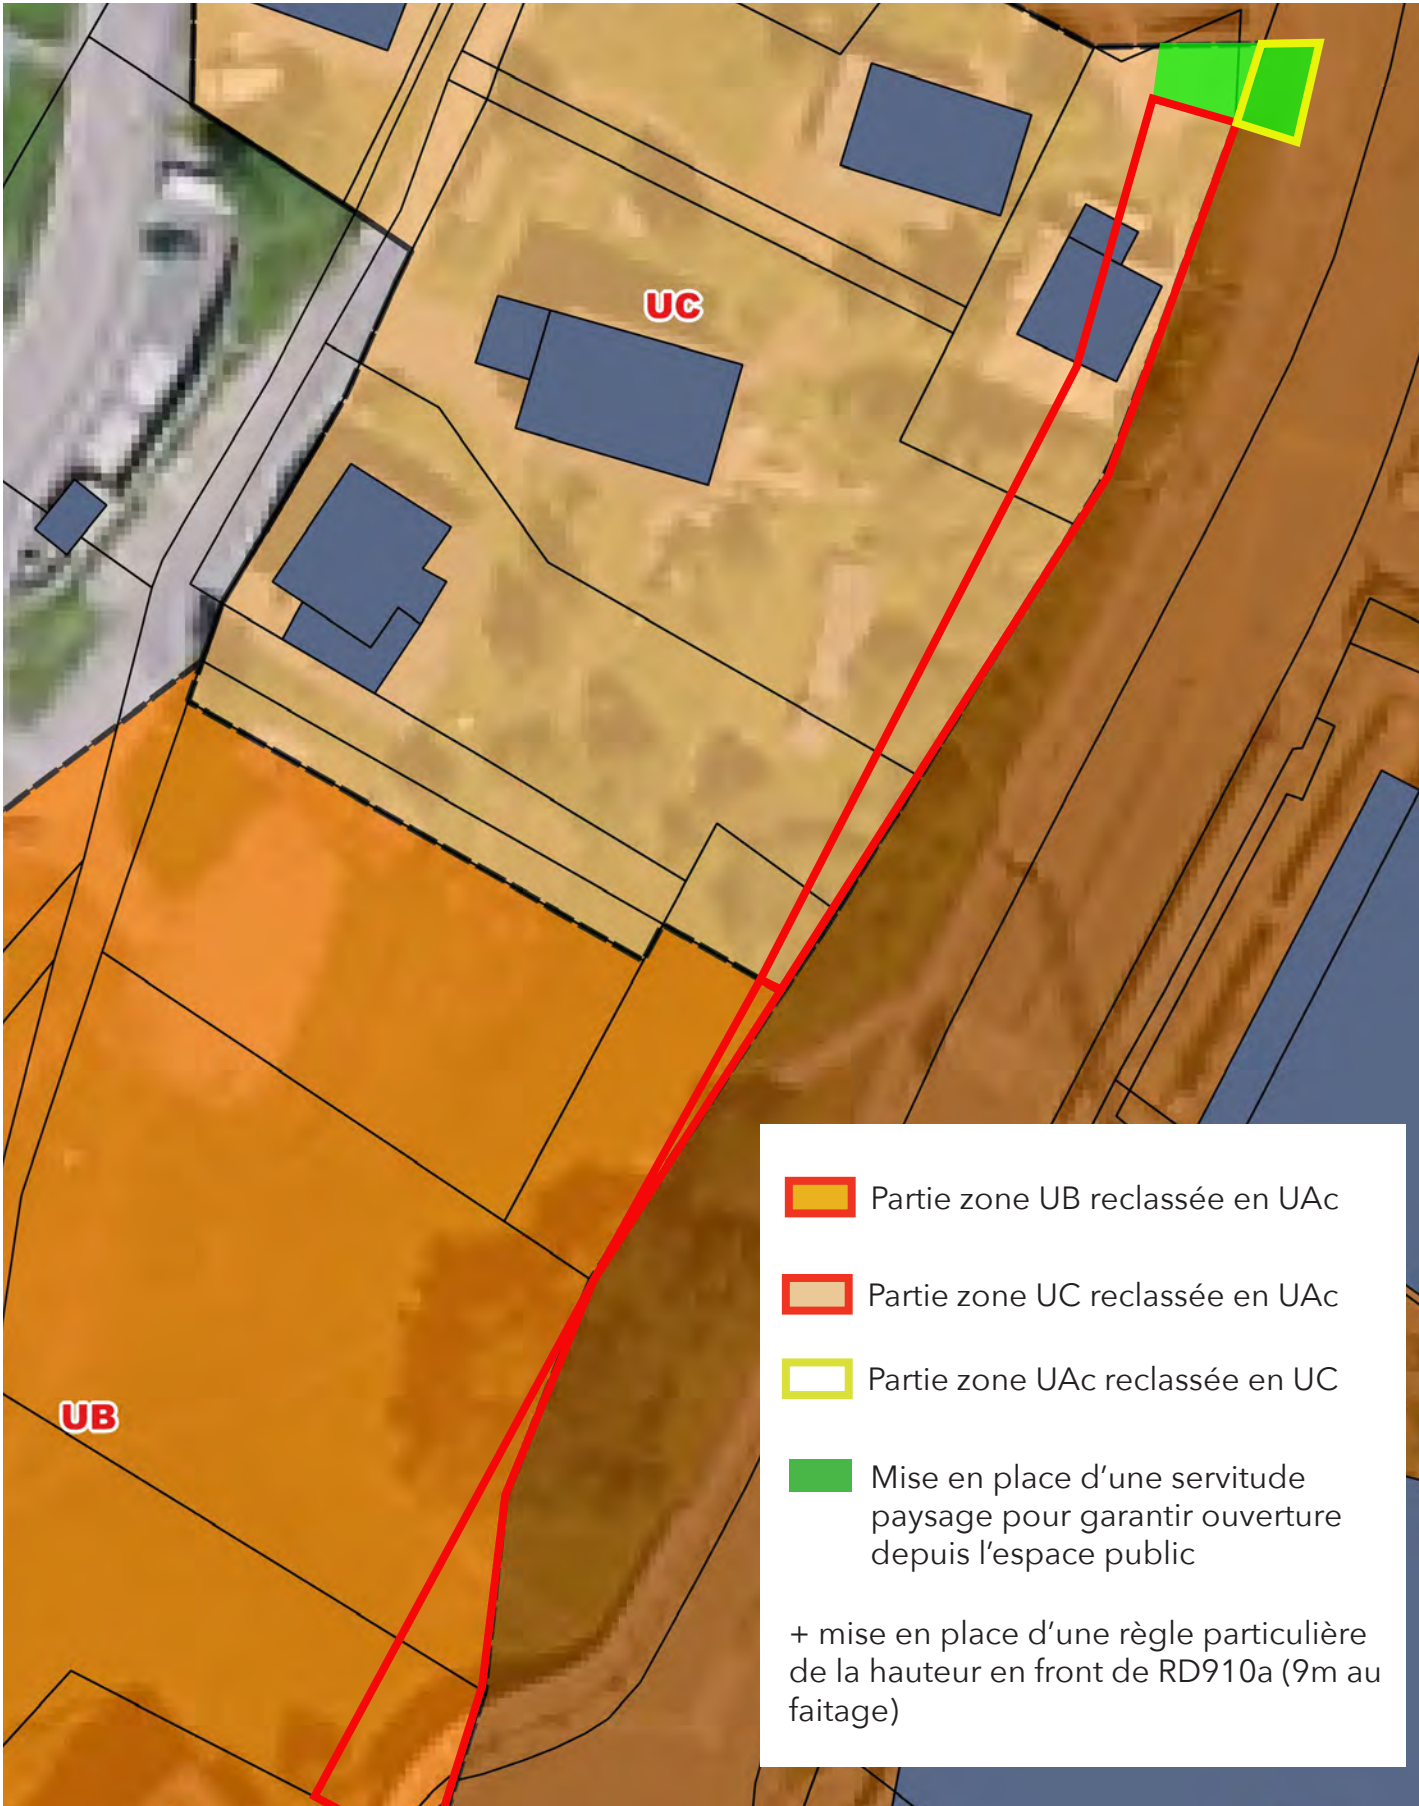 UC
UB
Partie zone UB reclassée en UAc
Partie zone UC reclassée en UAc
Partie zone UAc reclassée en UC
Mise en place d’une servitude
paysage pour garantir ouverture
depuis l’espace public
+ mise en place d’une règle particulière
de la hauteur en front de RD910a (9m au
faitage)